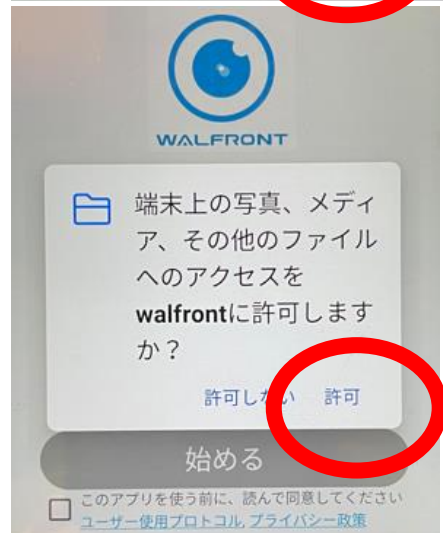 WALFRONT
端末上の写真、メディ
ア、その他のファイル
へのアクセスを
walfrontに許可します
か？
許可しない 許可
始める
このアプリを使う前に、読んで同意してください
ユーザー使用プロトコル, プライバシー政策